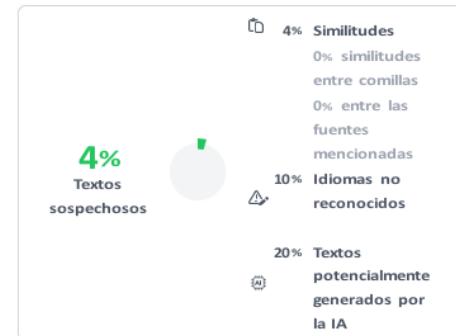 4%
Textos
sospechosos
4% Similitudes
0% similitudes
entre comillas
0% entre las
fuentes
mencionadas
10% Idiomas no
reconocidos
20% Textos
potencialmente
generados por
la IA
AI